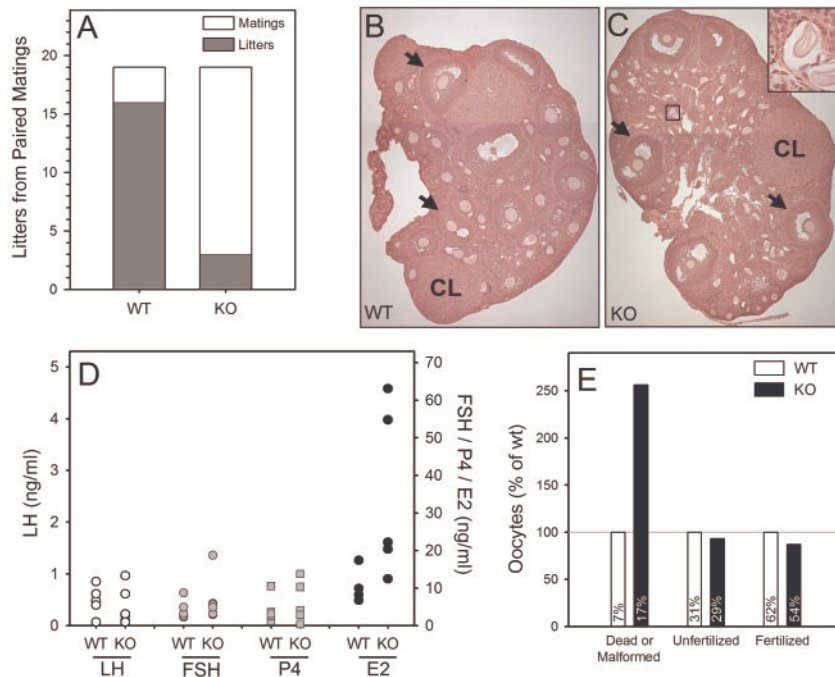 A
Matings
Litters
Litters from Paired Matings
20
15
10
5
0
WT
KO
B
CL
WT
C
CL
KO
D
LH (ng/ml)
5
4
3
2
1
0
FSH / P4 / E2 (ng/ml)
70
60
50
40
30
20
10
0
WT KO
WT KO
WT KO
WT KO
LH
FSH
P4
E2
E
WT
KO
Oocytes (% of wt)
250
200
150
100
50
0
7%
17%
31%
29%
62%
54%
Dead or
Malformed
Unfertilized
Fertilized